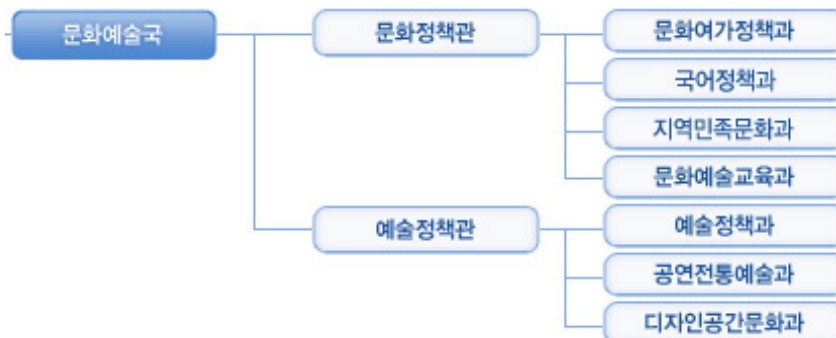 문화예술국
문화정책관
문화여가정책과
국어정책과
지역민족문화과
문화예술교육과
예술정책관
예술정책과
공연전통예술과
디자인공간문화과